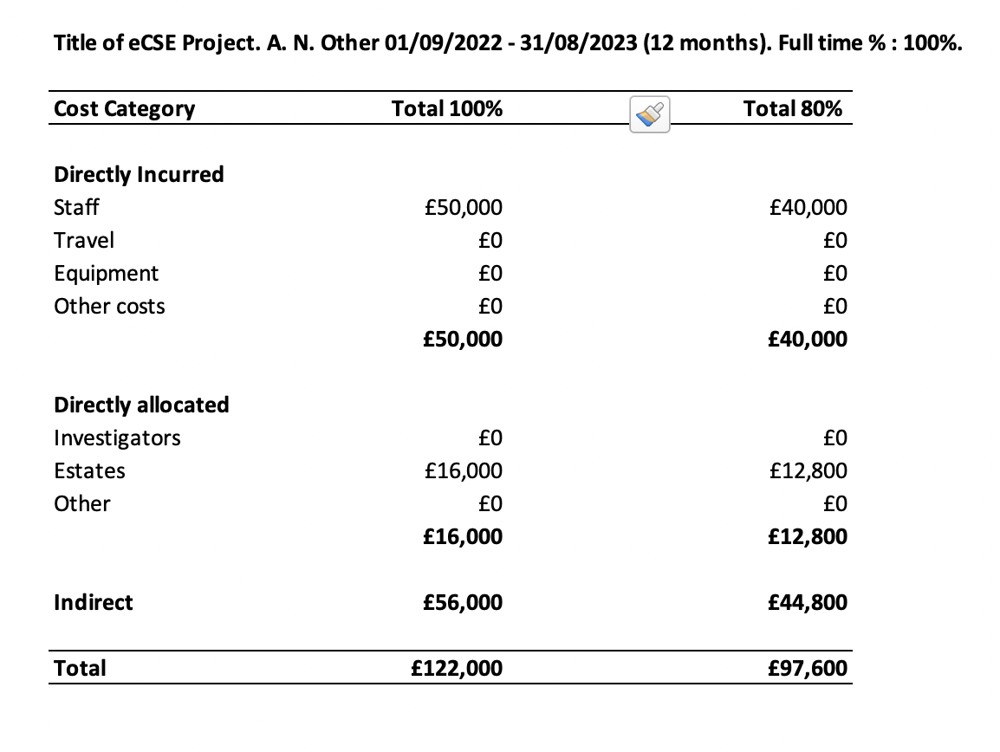 Title of eCSE Project. A. N. Other 01/09/2022 - 31/08/2023 (12 months). Full time % : 100%.
Cost Category Total 100% Total 80%
Directly Incurred
Staff £50,000 £40,000
Travel £0 £0
Equipment £0 £0
Other costs £0 £0
£50,000 £40,000
Directly allocated
Investigators £0 £0
Estates £16,000 £12,800
Other £0 £0
£16,000 £12,800
Indirect £56,000 £44,800
Total £122,000 £97,600